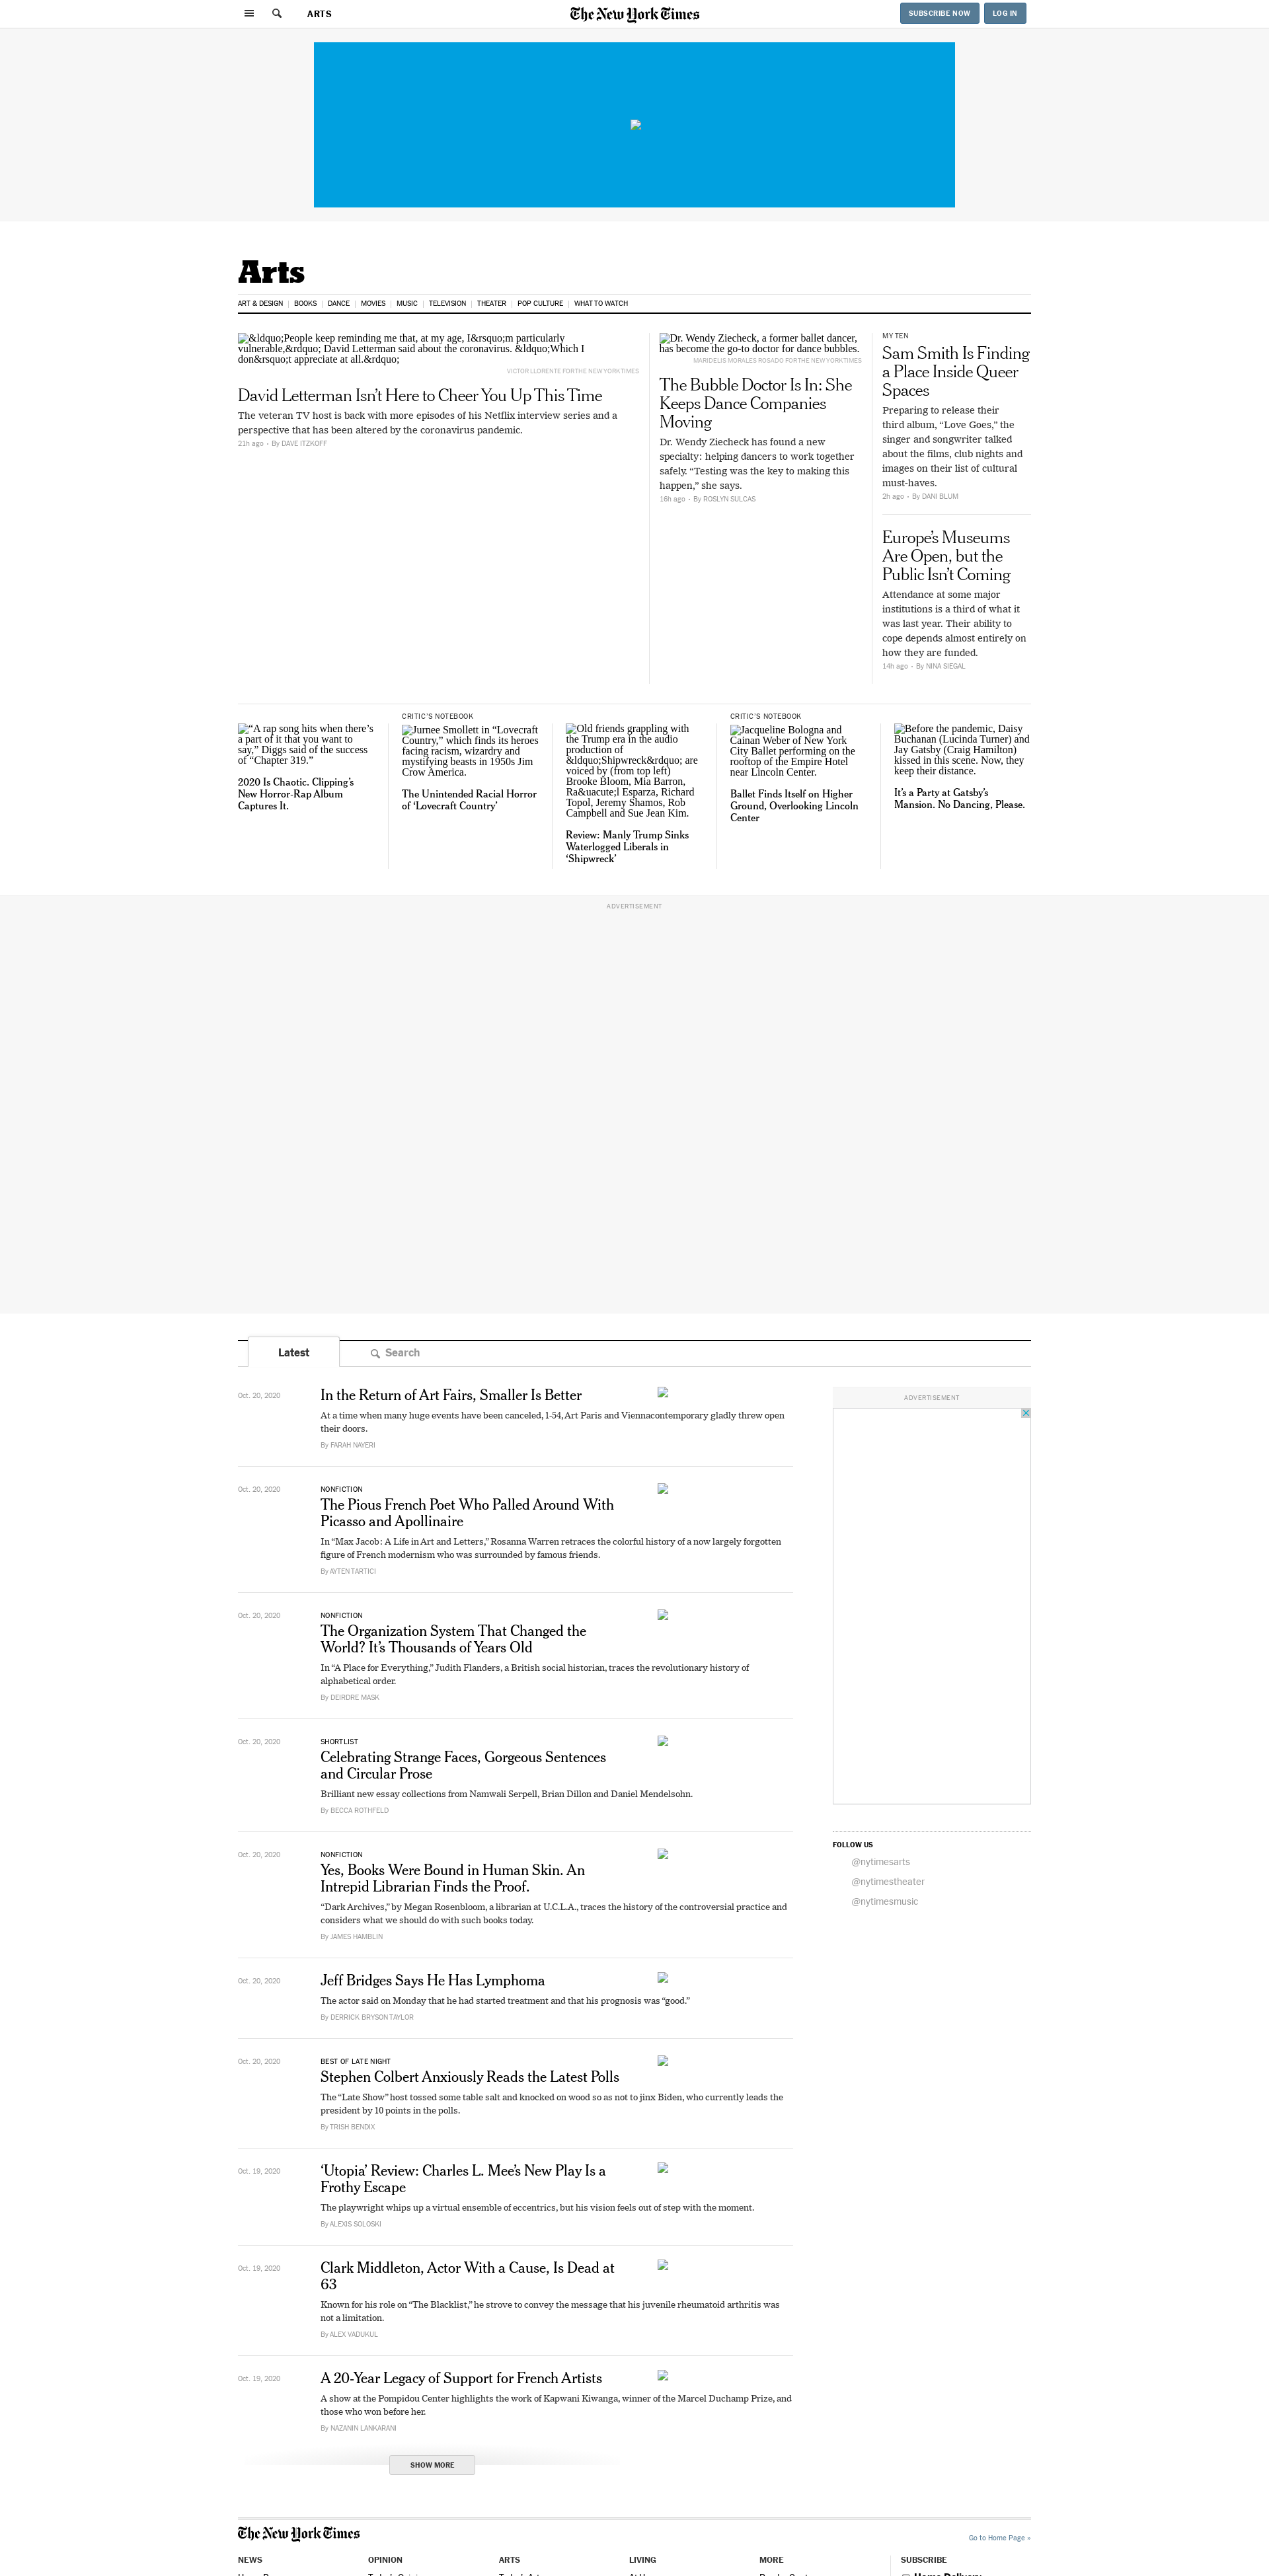 ARTS
The New York Times
SUBSCRIBE NOW
LOG IN
Arts
ART & DESIGN | BOOKS | DANCE | MOVIES | MUSIC | TELEVISION | THEATER | POP CULTURE | WHAT TO WATCH
&ldquo;People keep reminding me that, at my age, I&rsquo;m particularly
vulnerable,&rdquo; David Letterman said about the coronavirus. &ldquo;Which I
don&rsquo;t appreciate at all.&rdquo;
VICTOR LLORENTE FOR THE NEW YORK TIMES
David Letterman Isn’t Here to Cheer You Up This Time
The veteran TV host is back with more episodes of his Netflix interview series and a
perspective that has been altered by the coronavirus pandemic.
21h ago • By DAVE ITZKOFF
Dr. Wendy Ziecheck, a former ballet dancer,
has become the go-to doctor for dance bubbles.
MARIDELIS MORALES ROSADO FOR THE NEW YORK TIMES
The Bubble Doctor Is In: She
Keeps Dance Companies
Moving
Dr. Wendy Ziecheck has found a new
specialty: helping dancers to work together
safely. “Testing was the key to making this
happen,” she says.
16h ago • By ROSLYN SULCAS
MY TEN
Sam Smith Is Finding
a Place Inside Queer
Spaces
Preparing to release their
third album, “Love Goes,” the
singer and songwriter talked
about the films, club nights and
images on their list of cultural
must-haves.
2h ago • By DANI BLUM
Europe’s Museums
Are Open, but the
Public Isn’t Coming
Attendance at some major
institutions is a third of what it
was last year. Their ability to
cope depends almost entirely on
how they are funded.
14h ago • By NINA SIEGAL
“A rap song hits when there’s
a part of it that you want to
say,” Diggs said of the success
of “Chapter 319.”
2020 Is Chaotic. Clipping’s
New Horror-Rap Album
Captures It.
CRITIC’S NOTEBOOK
Jurnee Smollett in “Lovecraft
Country,” which finds its heroes
facing racism, wizardry and
mystifying beasts in 1950s Jim
Crow America.
The Unintended Racial Horror
of ‘Lovecraft Country’
Old friends grappling with
the Trump era in the audio
production of
&ldquo;Shipwreck&rdquo; are
voiced by (from top left)
Brooke Bloom, Mia Barron,
Ra&uacute;l Esparza, Richard
Topol, Jeremy Shamos, Rob
Campbell and Sue Jean Kim.
Review: Manly Trump Sinks
Waterlogged Liberals in
‘Shipwreck’
CRITIC’S NOTEBOOK
Jacqueline Bologna and
Cainan Weber of New York
City Ballet performing on the
rooftop of the Empire Hotel
near Lincoln Center.
Ballet Finds Itself on Higher
Ground, Overlooking Lincoln
Center
Before the pandemic, Daisy
Buchanan (Lucinda Turner) and
Jay Gatsby (Craig Hamilton)
kissed in this scene. Now, they
keep their distance.
It’s a Party at Gatsby’s
Mansion. No Dancing, Please.
ADVERTISEMENT
Latest
Search
Oct. 20, 2020
In the Return of Art Fairs, Smaller Is Better
At a time when many huge events have been canceled, 1-54, Art Paris and Viennacontemporary gladly threw open
their doors.
By FARAH NAYERI
Oct. 20, 2020
NONFICTION
The Pious French Poet Who Palled Around With
Picasso and Apollinaire
In “Max Jacob: A Life in Art and Letters,” Rosanna Warren retraces the colorful history of a now largely forgotten
figure of French modernism who was surrounded by famous friends.
By AYTEN TARTICI
Oct. 20, 2020
NONFICTION
The Organization System That Changed the
World? It’s Thousands of Years Old
In “A Place for Everything,” Judith Flanders, a British social historian, traces the revolutionary history of
alphabetical order.
By DEIRDRE MASK
Oct. 20, 2020
SHORTLIST
Celebrating Strange Faces, Gorgeous Sentences
and Circular Prose
Brilliant new essay collections from Namwali Serpell, Brian Dillon and Daniel Mendelsohn.
By BECCA ROTHFELD
Oct. 20, 2020
NONFICTION
Yes, Books Were Bound in Human Skin. An
Intrepid Librarian Finds the Proof.
“Dark Archives,” by Megan Rosenbloom, a librarian at U.C.L.A., traces the history of the controversial practice and
considers what we should do with such books today.
By JAMES HAMBLIN
Oct. 20, 2020
Jeff Bridges Says He Has Lymphoma
The actor said on Monday that he had started treatment and that his prognosis was “good.”
By DERRICK BRYSON TAYLOR
Oct. 20, 2020
BEST OF LATE NIGHT
Stephen Colbert Anxiously Reads the Latest Polls
The “Late Show” host tossed some table salt and knocked on wood so as not to jinx Biden, who currently leads the
president by 10 points in the polls.
By TRISH BENDIX
Oct. 19, 2020
‘Utopia’ Review: Charles L. Mee’s New Play Is a
Frothy Escape
The playwright whips up a virtual ensemble of eccentrics, but his vision feels out of step with the moment.
By ALEXIS SOLOSKI
Oct. 19, 2020
Clark Middleton, Actor With a Cause, Is Dead at
63
Known for his role on “The Blacklist,” he strove to convey the message that his juvenile rheumatoid arthritis was
not a limitation.
By ALEX VADUKUL
Oct. 19, 2020
A 20-Year Legacy of Support for French Artists
A show at the Pompidou Center highlights the work of Kapwani Kiwanga, winner of the Marcel Duchamp Prize, and
those who won before her.
By NAZANIN LANKARANI
SHOW MORE
ADVERTISEMENT
FOLLOW US
@nytimesarts
@nytimestheater
@nytimesmusic
The New York Times
Go to Home Page »
NEWS
OPINION
ARTS
LIVING
MORE
SUBSCRIBE